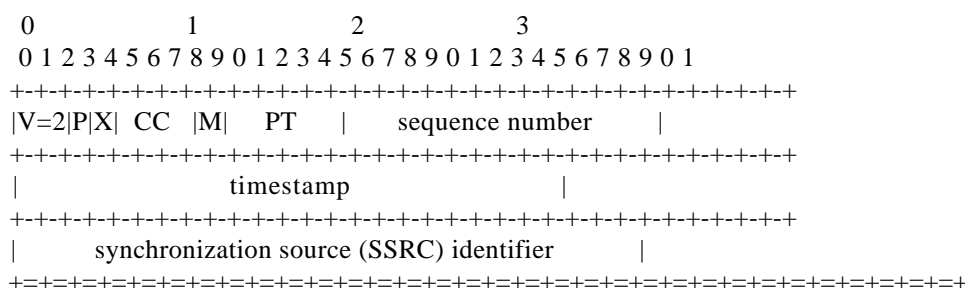 0 1 2 3
0 1 2 3 4 5 6 7 8 9 0 1 2 3 4 5 6 7 8 9 0 1 2 3 4 5 6 7 8 9 0 1
+-+-+-+-+-+-+-+-+-+-+-+-+-+-+-+-+-+-+-+-+-+-+-+-+-+-+-+-+-+-+-+-+
|V=2|P|X| CC |M| PT | sequence number |
+-+-+-+-+-+-+-+-+-+-+-+-+-+-+-+-+-+-+-+-+-+-+-+-+-+-+-+-+-+-+-+-+
| timestamp |
+-+-+-+-+-+-+-+-+-+-+-+-+-+-+-+-+-+-+-+-+-+-+-+-+-+-+-+-+-+-+-+-+
| synchronization source (SSRC) identifier |
+=+=+=+=+=+=+=+=+=+=+=+=+=+=+=+=+=+=+=+=+=+=+=+=+=+=+=+=+=+=+=+=+